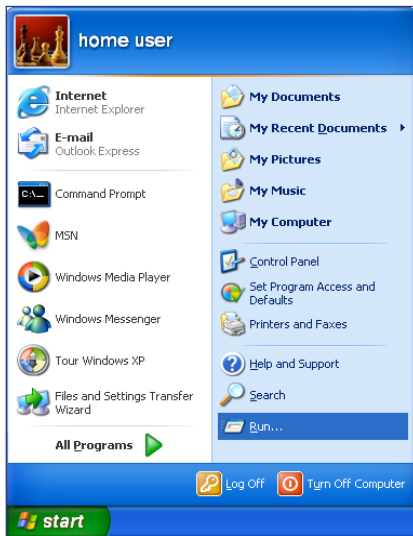 home user
Internet
Internet Explorer
E-mail
Outlook Express
C:\_
Command Prompt
MSN
Windows Media Player
Windows Messenger
Tour Windows XP
Files and Settings Transfer
Wizard
All Programs
My Documents
My Recent Documents
My Pictures
My Music
My Computer
Control Panel
Set Program Access and
Defaults
Printers and Faxes
Help and Support
Search
Run...
Log Off
Turn Off Computer
start